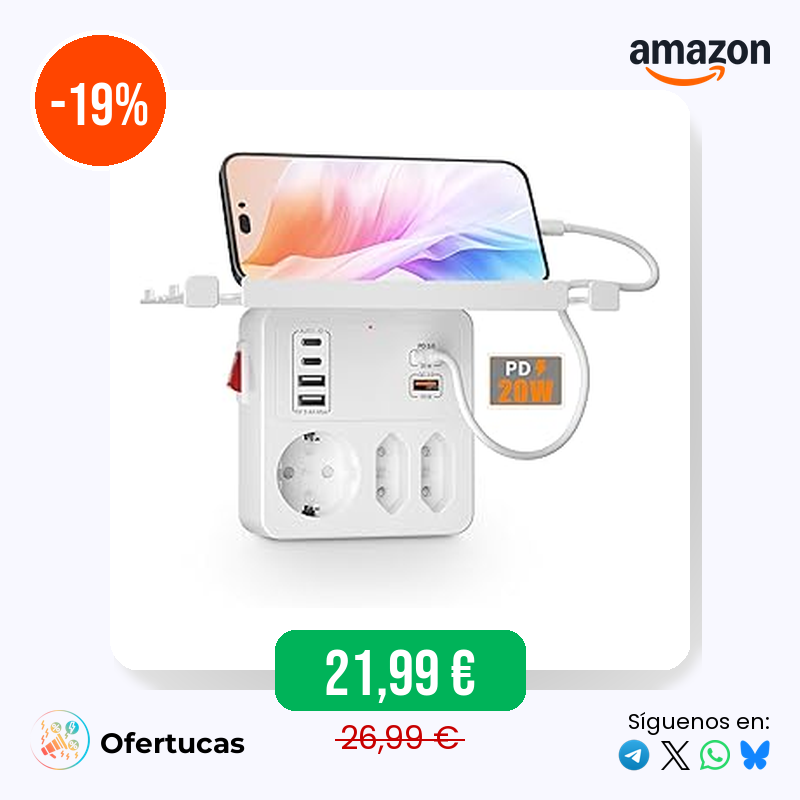 -19%
amazon
PD
20W
21,99 €
26,99 €
Ofertucas
Síguenos en: